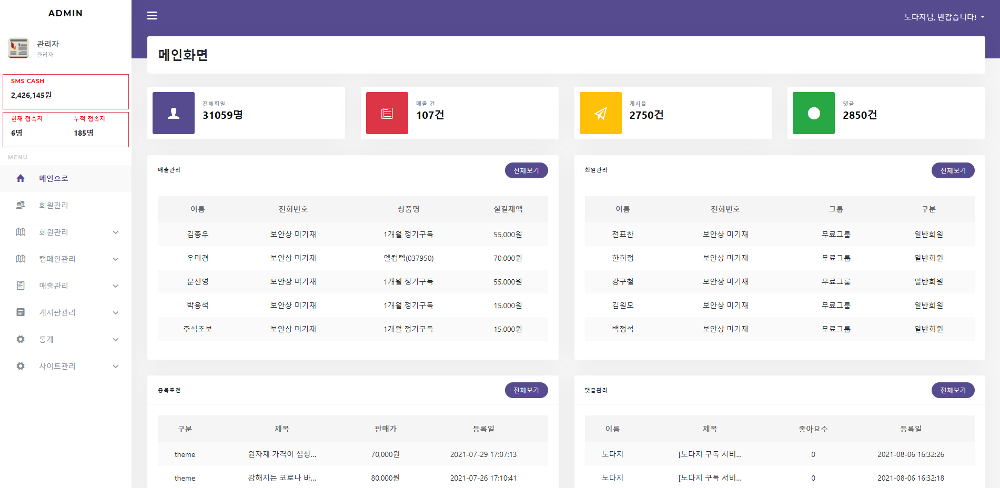 ADMIN
노다지님, 반갑습니다!
관리자
관리자
SMS CASH
2,426,145원
현재 접속자 누적 접속자
6명 185명
MENU
메인으로
회원관리
회원관리
캠페인관리
매출관리
게시판관리
통계
사이트관리
메인화면
전체회원
31059명
매출 건
107건
게시물
2750건
댓글
2850건
매출관리 전체보기
이름 전화번호 상품명 실결제액
김종우 보안상 미기재 1개월 정기구독 55,000원
우미경 보안상 미기재 엘컴텍(037950) 70,000원
문선영 보안상 미기재 1개월 정기구독 55,000원
박용석 보안상 미기재 1개월 정기구독 15,000원
주식초보 보안상 미기재 1개월 정기구독 15,000원
회원관리 전체보기
이름 전화번호 그룹 구분
전표찬 보안상 미기재 무료그룹 일반회원
한희정 보안상 미기재 무료그룹 일반회원
강구철 보안상 미기재 무료그룹 일반회원
김원모 보안상 미기재 무료그룹 일반회원
백정석 보안상 미기재 무료그룹 일반회원
종목추천 전체보기
구분 제목 판매가 등록일
theme 원자재 가격이 심상... 70,000원 2021-07-29 17:07:13
theme 강해지는 코로나 바... 80,000원 2021-07-26 17:10:41
댓글관리 전체보기
이름 제목 좋아요수 등록일
노다지 [노다지 구독 서비... 0 2021-08-06 16:32:26
노다지 [노다지 구독 서비... 0 2021-08-06 16:32:18